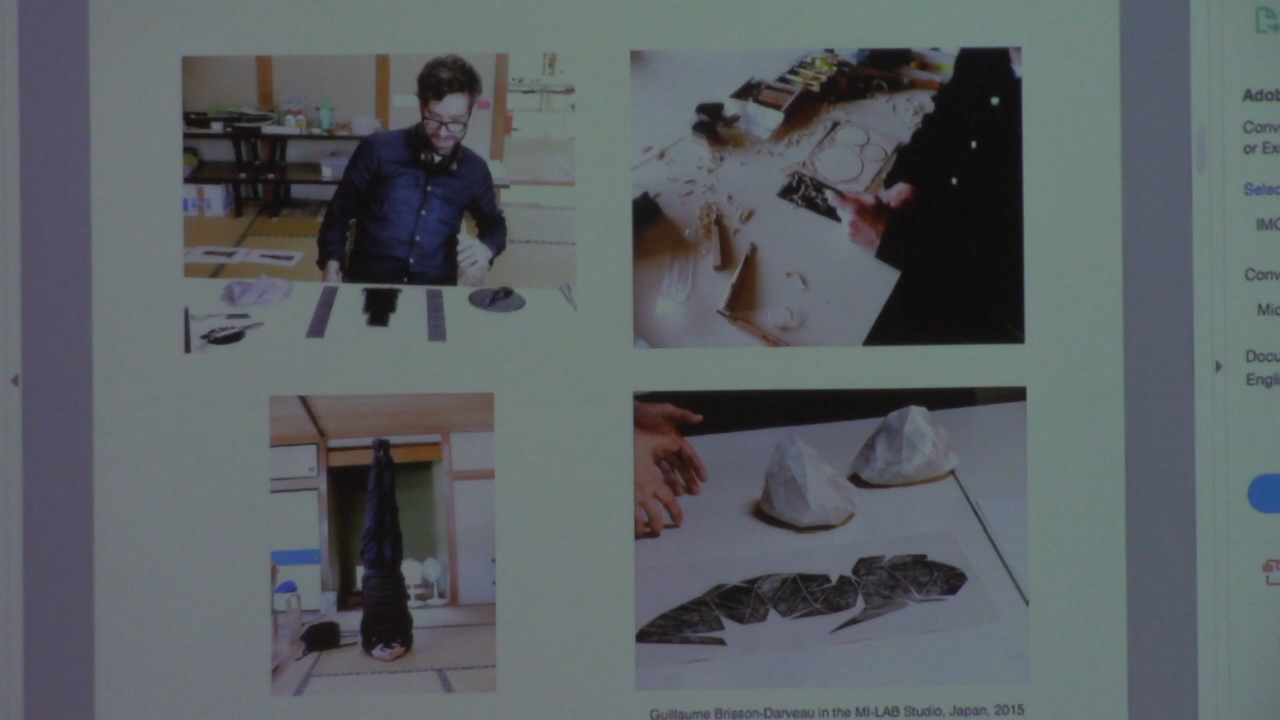 Adob
Conv
or Ex
Selec
Conv
Mic
Docu
Engli
Guillaume Brisson-Darveau in the MI-LAB Studio, Japan, 2015